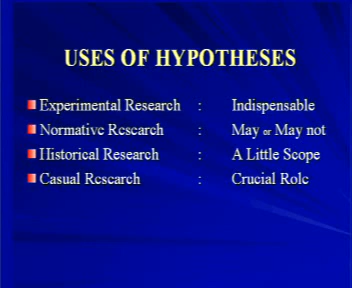 USES OF HYPOTHESES
Experimental Research : Indispensable
Normative Research : May or May not
Historical Research : A Little Scope
Casual Research : Crucial Role